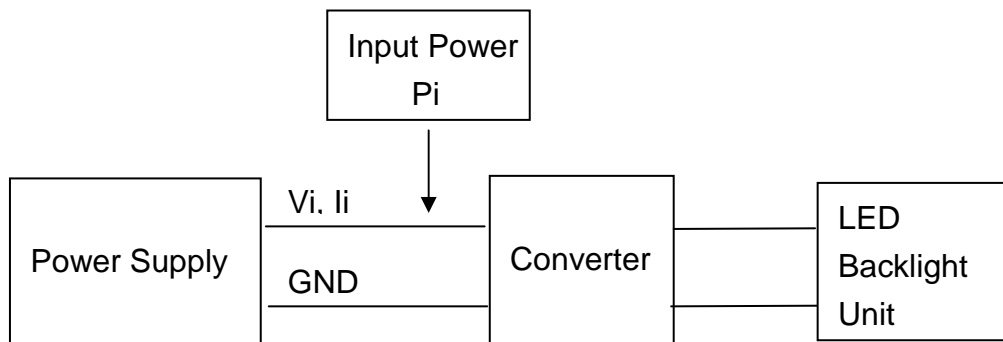 Input Power
Pi
Vi, Ii
Power Supply
GND
Converter
LED
Backlight
Unit